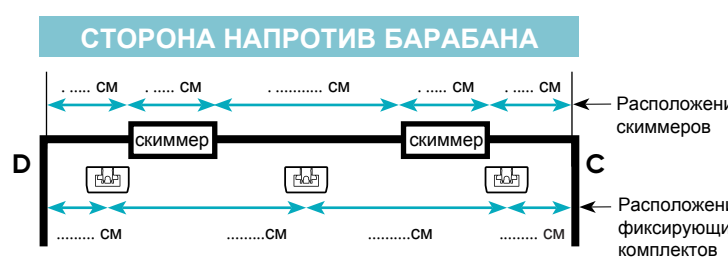 СТОРОНА НАПРОТИВ БАРАБАНА
. ..... см . ..... см . ........... см . ..... см . ..... см
Расположени
скиммеров
скиммер скиммер
D C
Расположени
фиксирующи
комплектов
......... см .........см .........см ......... см